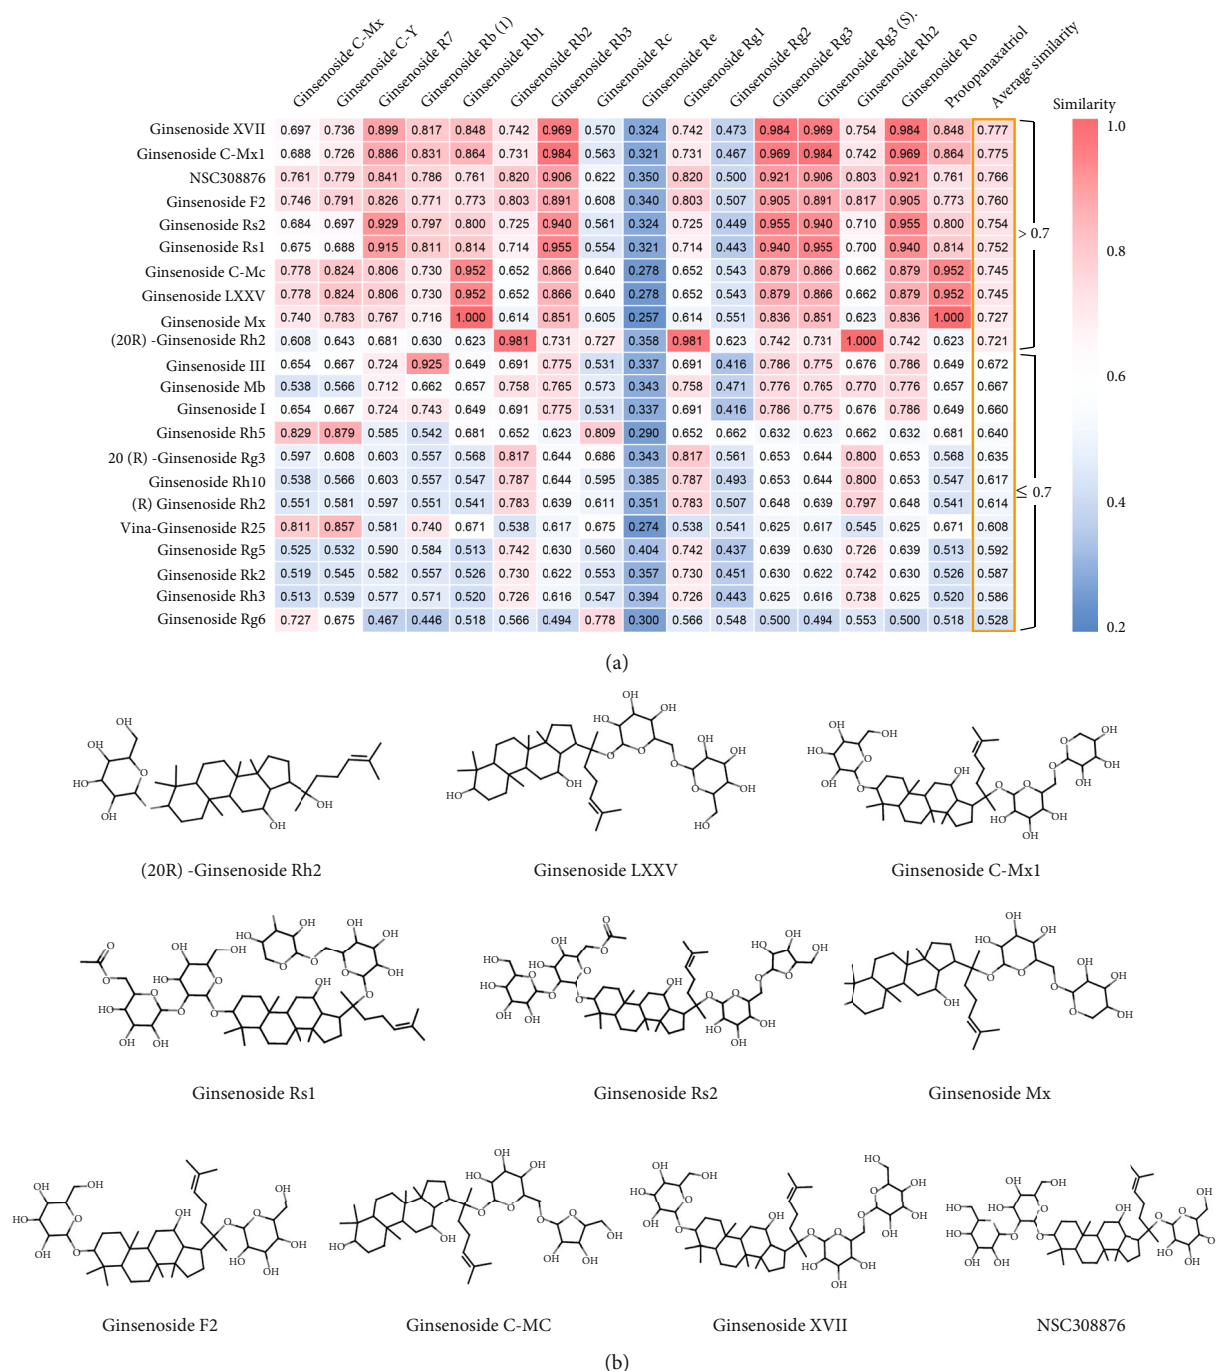 (a)
Ginsenoside C-Mx
Ginsenoside C-Y
Ginsenoside R7
Ginsenoside Rb (1)
Ginsenoside Rb1
Ginsenoside Rb2
Ginsenoside Rb3
Ginsenoside Rc
Ginsenoside Re
Ginsenoside Rg1
Ginsenoside Rg2
Ginsenoside Rg3
Ginsenoside Rg3 (S).
Ginsenoside Rh2
Ginsenoside Ro
Protopanaxatriol
Average similarity
Similarity
1.0
0.8
0.6
0.4
0.2
Ginsenoside XVII 0.697 0.736 0.899 0.817 0.848 0.742 0.969 0.570 0.324 0.742 0.473 0.984 0.969 0.754 0.984 0.848 0.777
Ginsenoside C-Mx1 0.688 0.726 0.886 0.831 0.864 0.731 0.984 0.563 0.321 0.731 0.467 0.969 0.984 0.742 0.969 0.864 0.775
NSC308876 0.761 0.779 0.841 0.786 0.761 0.820 0.906 0.622 0.350 0.820 0.500 0.921 0.906 0.803 0.921 0.761 0.766
Ginsenoside F2 0.746 0.791 0.826 0.771 0.773 0.803 0.891 0.608 0.340 0.803 0.507 0.905 0.891 0.817 0.905 0.773 0.760
Ginsenoside Rs2 0.684 0.697 0.929 0.797 0.800 0.725 0.940 0.561 0.324 0.725 0.449 0.955 0.940 0.710 0.955 0.800 0.754
> 0.7
Ginsenoside Rs1 0.675 0.688 0.915 0.811 0.814 0.714 0.955 0.554 0.321 0.714 0.443 0.940 0.955 0.700 0.940 0.814 0.752
Ginsenoside C-Mc 0.778 0.824 0.806 0.730 0.952 0.652 0.866 0.640 0.278 0.652 0.543 0.879 0.866 0.662 0.879 0.952 0.745
Ginsenoside LXXV 0.778 0.824 0.806 0.730 0.952 0.652 0.866 0.640 0.278 0.652 0.543 0.879 0.866 0.662 0.879 0.952 0.745
Ginsenoside Mx 0.740 0.783 0.767 0.716 1.000 0.614 0.851 0.605 0.257 0.614 0.551 0.836 0.851 0.623 0.836 1.000 0.727
(20R) -Ginsenoside Rh2 0.608 0.643 0.681 0.630 0.623 0.981 0.731 0.727 0.358 0.981 0.623 0.742 0.731 1.000 0.742 0.623 0.721
Ginsenoside III 0.654 0.667 0.724 0.925 0.649 0.691 0.775 0.531 0.337 0.691 0.416 0.786 0.775 0.676 0.786 0.649 0.672
Ginsenoside Mb 0.538 0.566 0.712 0.662 0.657 0.758 0.765 0.573 0.343 0.758 0.471 0.776 0.765 0.770 0.776 0.657 0.667
Ginsenoside I 0.654 0.667 0.724 0.743 0.649 0.691 0.775 0.531 0.337 0.691 0.416 0.786 0.775 0.676 0.786 0.649 0.660
Ginsenoside Rh5 0.829 0.879 0.585 0.542 0.681 0.652 0.623 0.809 0.290 0.652 0.662 0.632 0.623 0.662 0.632 0.681 0.640
20 (R) -Ginsenoside Rg3 0.597 0.608 0.603 0.557 0.568 0.817 0.644 0.686 0.343 0.817 0.561 0.653 0.644 0.800 0.653 0.568 0.635
Ginsenoside Rh10 0.538 0.566 0.603 0.557 0.547 0.787 0.644 0.595 0.385 0.787 0.493 0.653 0.644 0.800 0.653 0.547 0.617
≤ 0.7
(R) Ginsenoside Rh2 0.551 0.581 0.597 0.551 0.541 0.783 0.639 0.611 0.351 0.783 0.507 0.648 0.639 0.797 0.648 0.541 0.614
Vina-Ginsenoside R25 0.811 0.857 0.581 0.740 0.671 0.538 0.617 0.675 0.274 0.538 0.541 0.625 0.617 0.545 0.625 0.671 0.608
Ginsenoside Rg5 0.525 0.532 0.590 0.584 0.513 0.742 0.630 0.560 0.404 0.742 0.437 0.639 0.630 0.726 0.639 0.513 0.592
Ginsenoside Rk2 0.519 0.545 0.582 0.557 0.526 0.730 0.622 0.553 0.357 0.730 0.451 0.630 0.622 0.742 0.630 0.526 0.587
Ginsenoside Rh3 0.513 0.539 0.577 0.571 0.520 0.726 0.616 0.547 0.394 0.726 0.443 0.625 0.616 0.738 0.625 0.520 0.586
Ginsenoside Rg6 0.727 0.675 0.467 0.446 0.518 0.566 0.494 0.778 0.300 0.566 0.548 0.500 0.494 0.553 0.500 0.518 0.528
(20R) -Ginsenoside Rh2
Ginsenoside LXXV
Ginsenoside C-Mx1
Ginsenoside Rs1
Ginsenoside Rs2
Ginsenoside Mx
Ginsenoside F2
Ginsenoside C-MC
Ginsenoside XVII
NSC308876
(b)